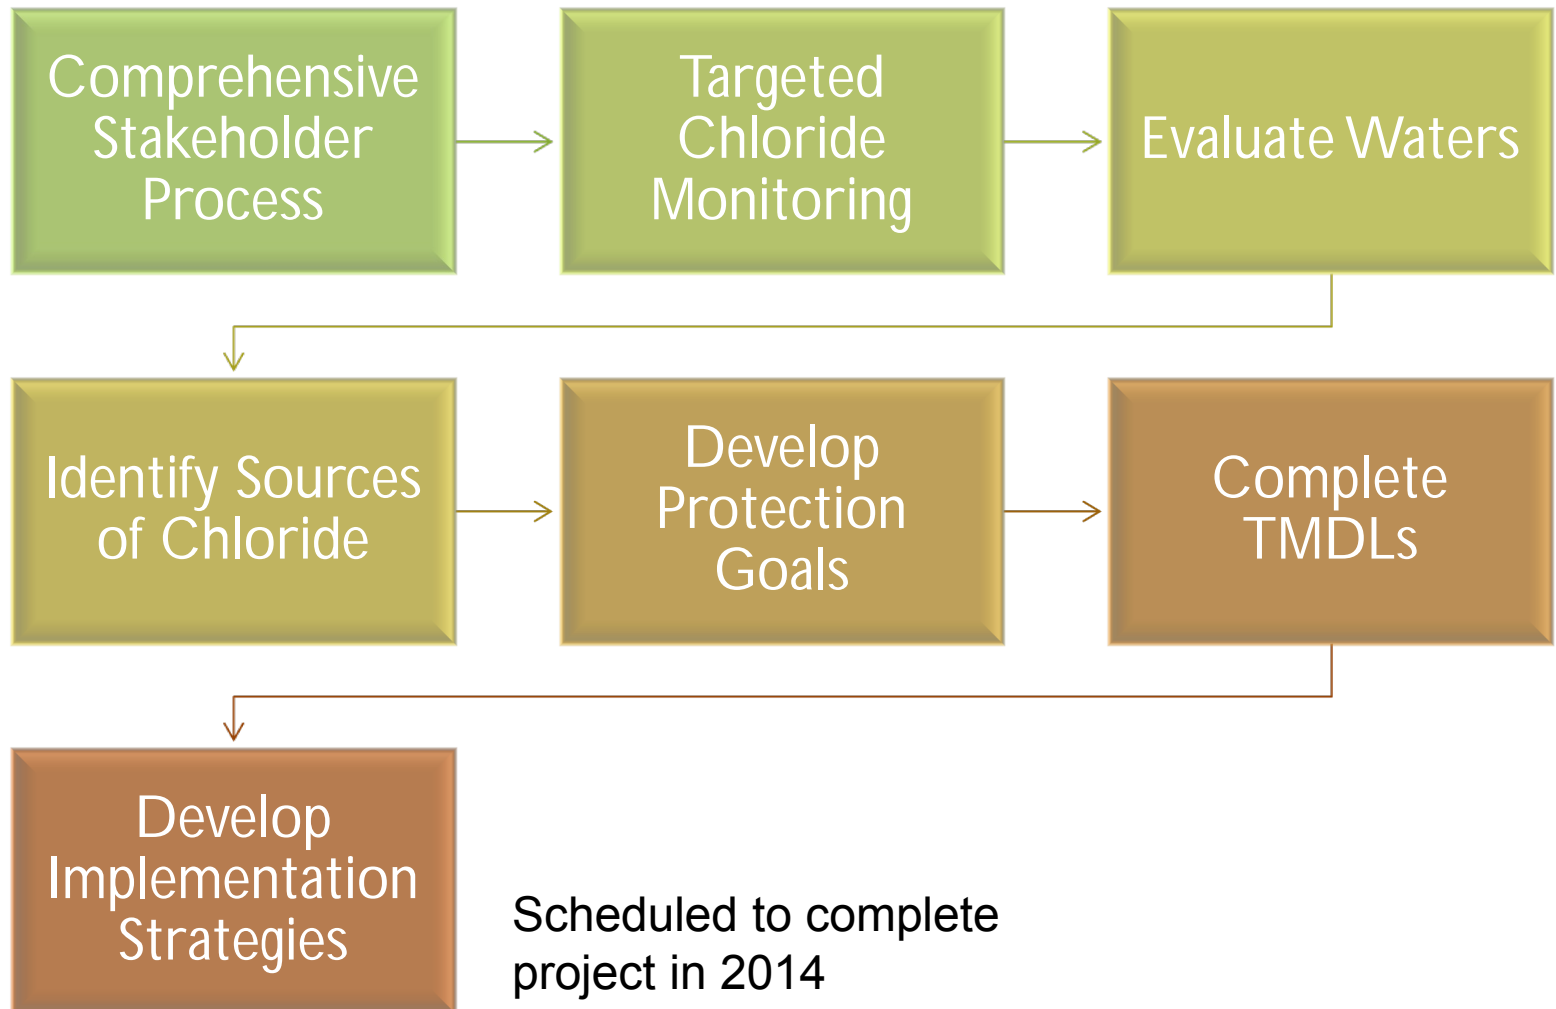 Comprehensive
Stakeholder
Process
Targeted
Chloride
Monitoring
Evaluate Waters
Identify Sources
of Chloride
Develop
Protection
Goals
Complete
TMDLs
Develop
Implementation
Strategies
Scheduled to complete
project in 2014